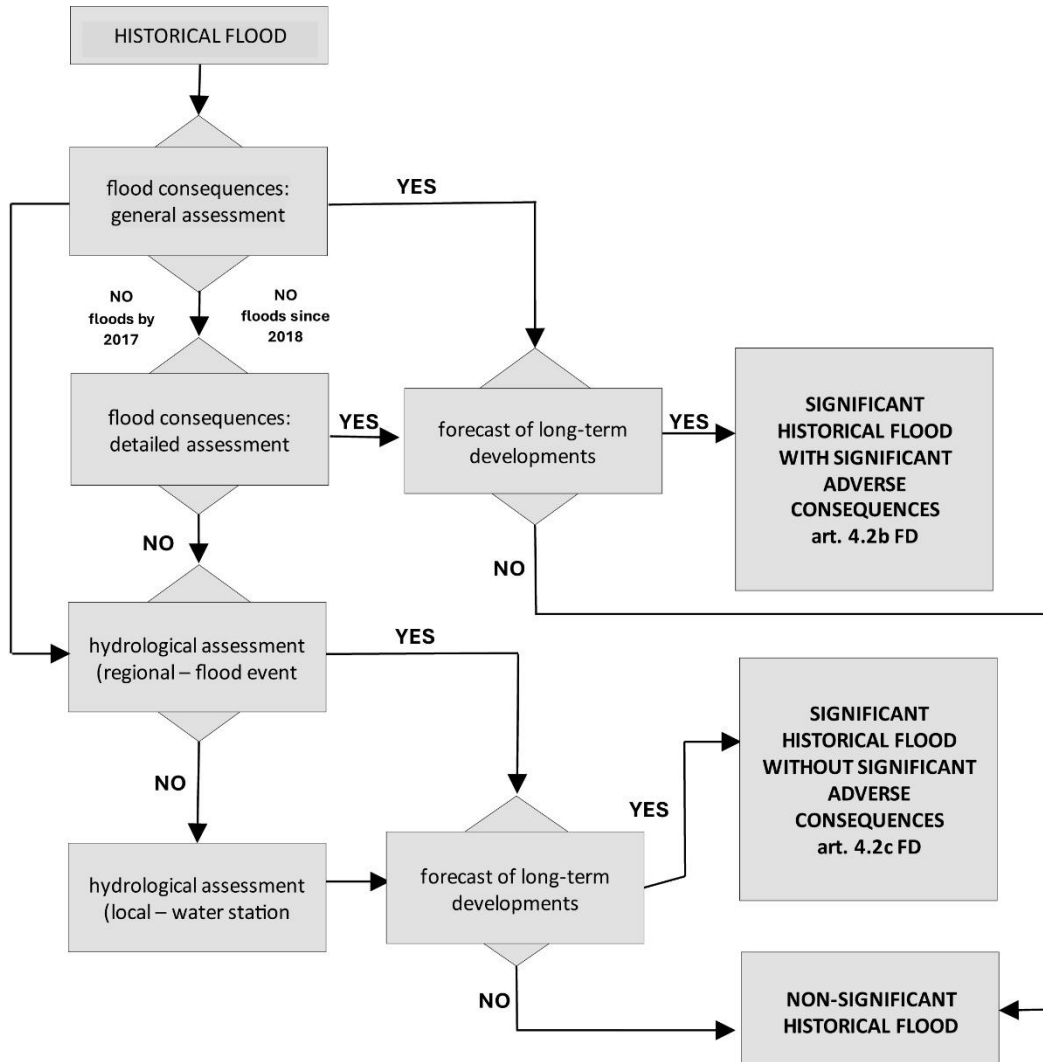 HISTORICAL FLOOD
flood consequences:
general assessment
YES
NO
floods by
2017
NO
floods since
2018
flood consequences:
detailed assessment
YES
forecast of long-term
developments
YES
SIGNIFICANT
HISTORICAL FLOOD
WITH SIGNIFICANT
ADVERSE
CONSEQUENCES
art. 4.2b FD
NO
NO
hydrological assessment
(regional – flood event
YES
SIGNIFICANT
HISTORICAL FLOOD
WITHOUT SIGNIFICANT
ADVERSE
CONSEQUENCES
art. 4.2c FD
NO
YES
hydrological assessment
(local – water station
forecast of long-term
developments
NO
NON-SIGNIFICANT
HISTORICAL FLOOD